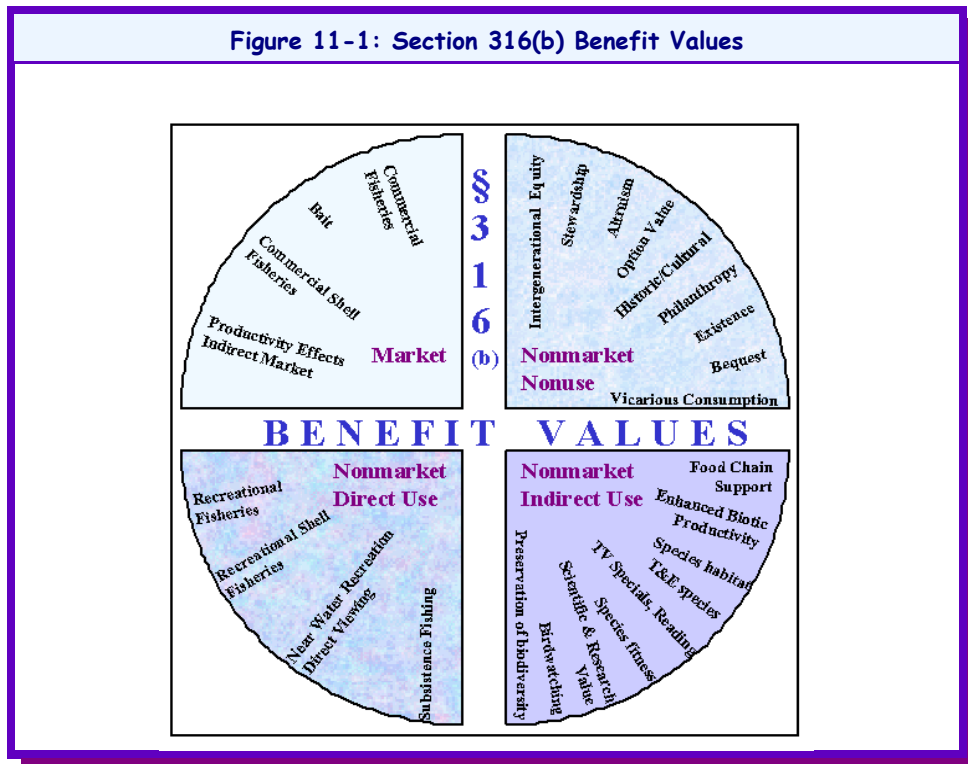 Figure 11-1: Section 316(b) Benefit Values
Commercial
Fisheries
Bait
Commercial Shell
Fisheries
Productivity Effects
Indirect Market
Market
§
3
1
6
(b)
Intergenerational Equity
Stewardship
Altruism
Option Value
Historic/Cultural
Philanthropy
Existence
Bequest
Vicarious Consumption
Nonmarket
Nonuse
BENEFIT VALUES
Nonmarket
Direct Use
Recreational
Fisheries
Recreational Shell
Fisheries
Near Water Recreation
Direct Viewing
Subsistence Fishing
Nonmarket
Indirect Use
Food Chain
Support
Enhanced Biotic
Productivity
Species habitat
T&E species
TV Specials, Reading
Species fitness
Scientific & Research
Value
Birdwatching
Preservation of biodiversity